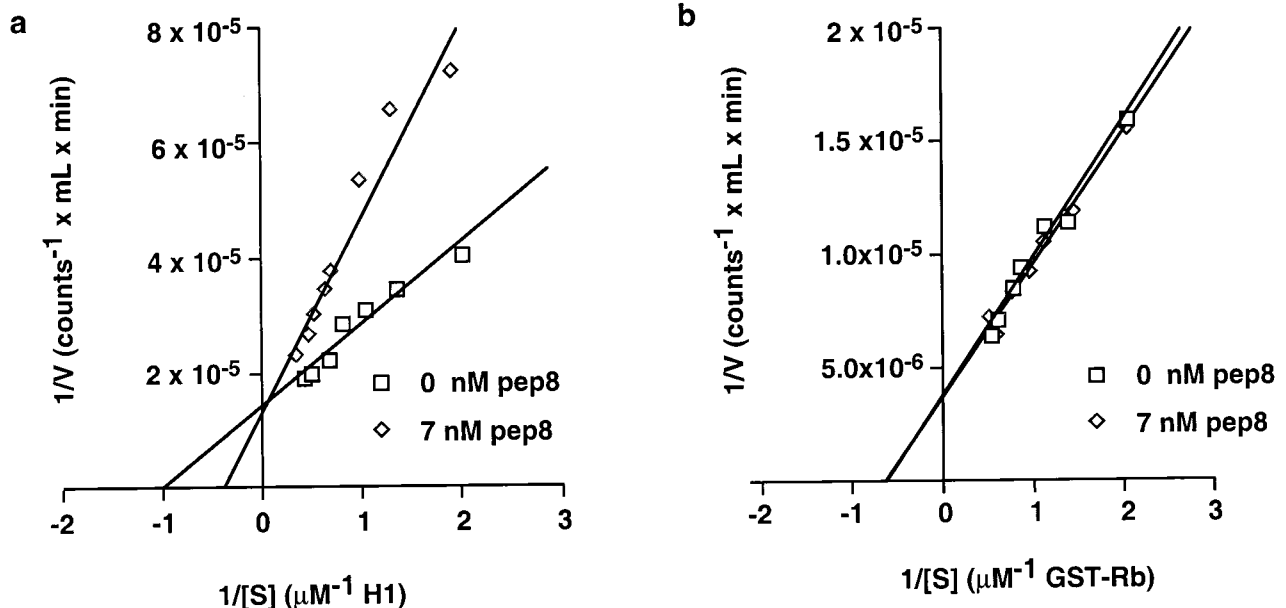 a
8 x 10⁻⁵
6 x 10⁻⁵
4 x 10⁻⁵
2 x 10⁻⁵
1/V (counts⁻¹ x mL x min)
0 nM pep8
7 nM pep8
-2 -1 0 1 2 3
1/[S] (μM⁻¹ H1)
b
2 x 10⁻⁵
1.5 x 10⁻⁵
1.0x10⁻⁵
5.0x10⁻⁶
1/V (counts⁻¹ x mL x min)
0 nM pep8
7 nM pep8
-2 -1 0 1 2 3
1/[S] (μM⁻¹ GST-Rb)